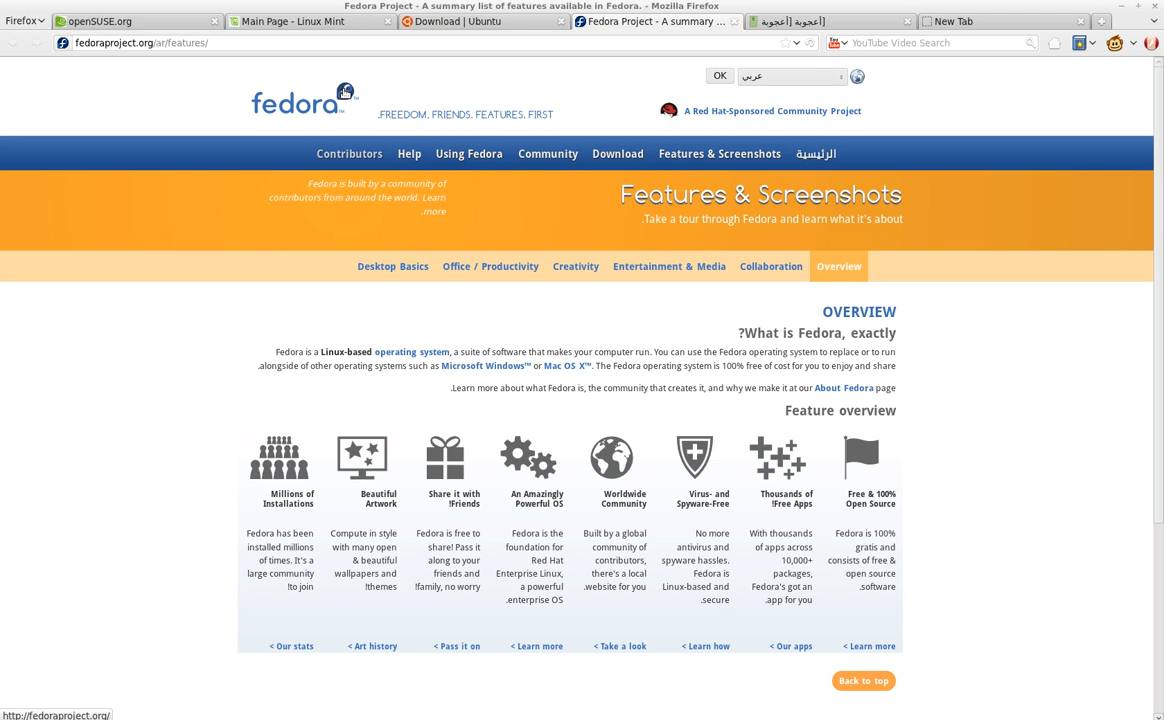 Fedora Project - A summary list of features available in Fedora. - Mozilla Firefox
Firefox
openSUSE.org
Main Page - Linux Mint
Download | Ubuntu
Fedora Project - A summary ...
أعجوبة [أعجوبة]
New Tab
fedoraproject.org/ar/features/
YouTube Video Search
OK
عربي
fedora™
.FREEDOM. FRIENDS. FEATURES. FIRST
A Red Hat-Sponsored Community Project
Contributors Help Using Fedora Community Download Features & Screenshots الرئيسية
Fedora is built by a community of
contributors from around the world. Learn
.more
Features & Screenshots
.Take a tour through Fedora and learn what it's about
Desktop Basics Office / Productivity Creativity Entertainment & Media Collaboration Overview
OVERVIEW
?What is Fedora, exactly
Fedora is a Linux-based operating system, a suite of software that makes your computer run. You can use the Fedora operating system to replace or to run
.alongside of other operating systems such as Microsoft Windows™ or Mac OS X™. The Fedora operating system is 100% free of cost for you to enjoy and share
.Learn more about what Fedora is, the community that creates it, and why we make it at our About Fedora page
Feature overview
Millions of
Installations
Fedora has been
installed millions
of times. It's a
large community
!to join
< Our stats
Beautiful
Artwork
Compute in style
with many open
& beautiful
wallpapers and
!themes
< Art history
Share it with
!Friends
Fedora is free to
share! Pass it
along to your
friends and
!family, no worry
< Pass it on
An Amazingly
Powerful OS
Fedora is the
foundation for
Red Hat
Enterprise Linux,
a powerful
.enterprise OS
< Learn more
Worldwide
Community
Built by a global
community of
contributors,
there's a local
.website for you
< Take a look
Virus- and
Spyware-Free
No more
antivirus and
spyware hassles.
Fedora is
Linux-based and
.secure
< Learn how
Thousands of
!Free Apps
With thousands
of apps across
10,000+
packages,
Fedora's got an
.app for you
< Our apps
Free & 100%
Open Source
Fedora is 100%
gratis and
consists of free &
open source
.software
< Learn more
Back to top
http://fedoraproject.org/